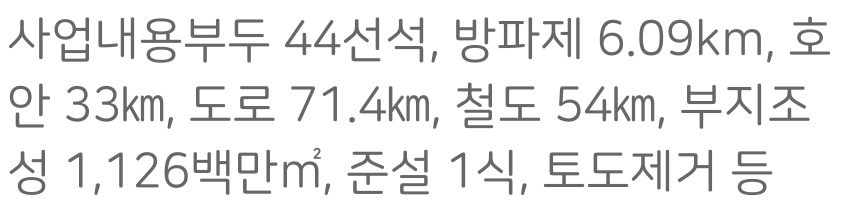 사업내용부두 44선석, 방파제 6.09km, 호
안 33㎞, 도로 71.4㎞, 철도 54㎞, 부지조
성 1,126백만㎡, 준설 1식, 토도제거 등